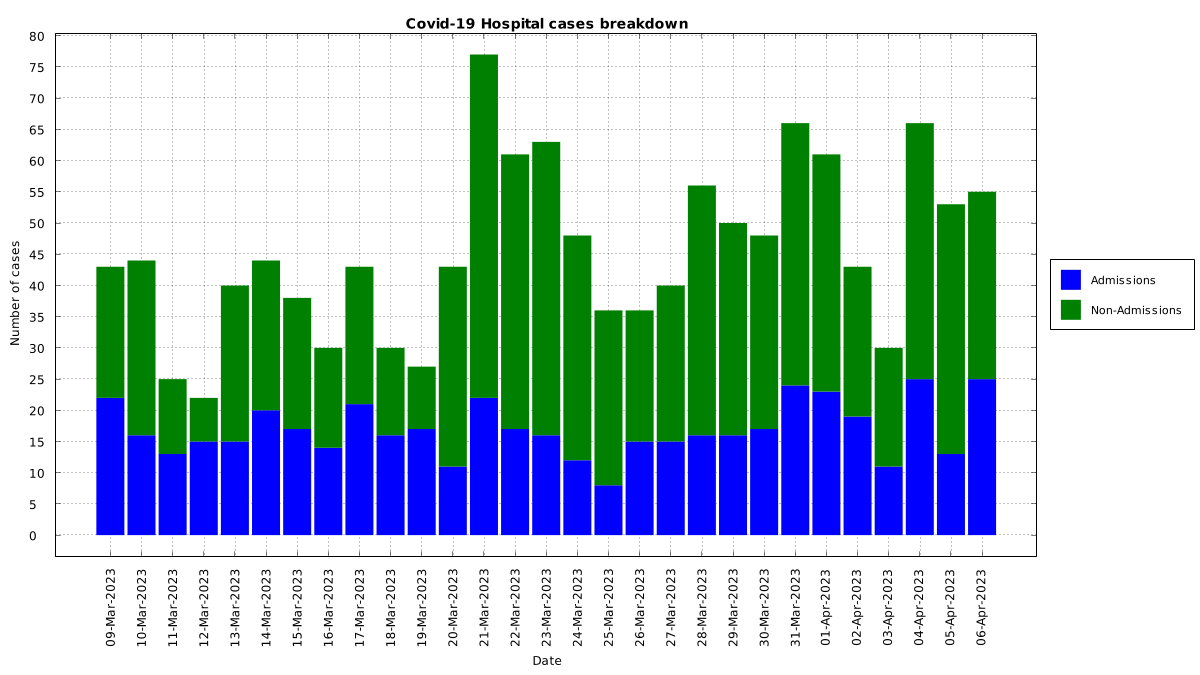 Covid-19 Hospital cases breakdown
80
75
70
65
60
55
50
45
40
35
30
25
20
15
10
5
0
Number of cases
Admissions
Non-Admissions
09-Mar-2023
10-Mar-2023
11-Mar-2023
12-Mar-2023
13-Mar-2023
14-Mar-2023
15-Mar-2023
16-Mar-2023
17-Mar-2023
18-Mar-2023
19-Mar-2023
20-Mar-2023
21-Mar-2023
22-Mar-2023
23-Mar-2023
24-Mar-2023
25-Mar-2023
26-Mar-2023
27-Mar-2023
28-Mar-2023
29-Mar-2023
30-Mar-2023
31-Mar-2023
01-Apr-2023
02-Apr-2023
03-Apr-2023
04-Apr-2023
05-Apr-2023
06-Apr-2023
Date